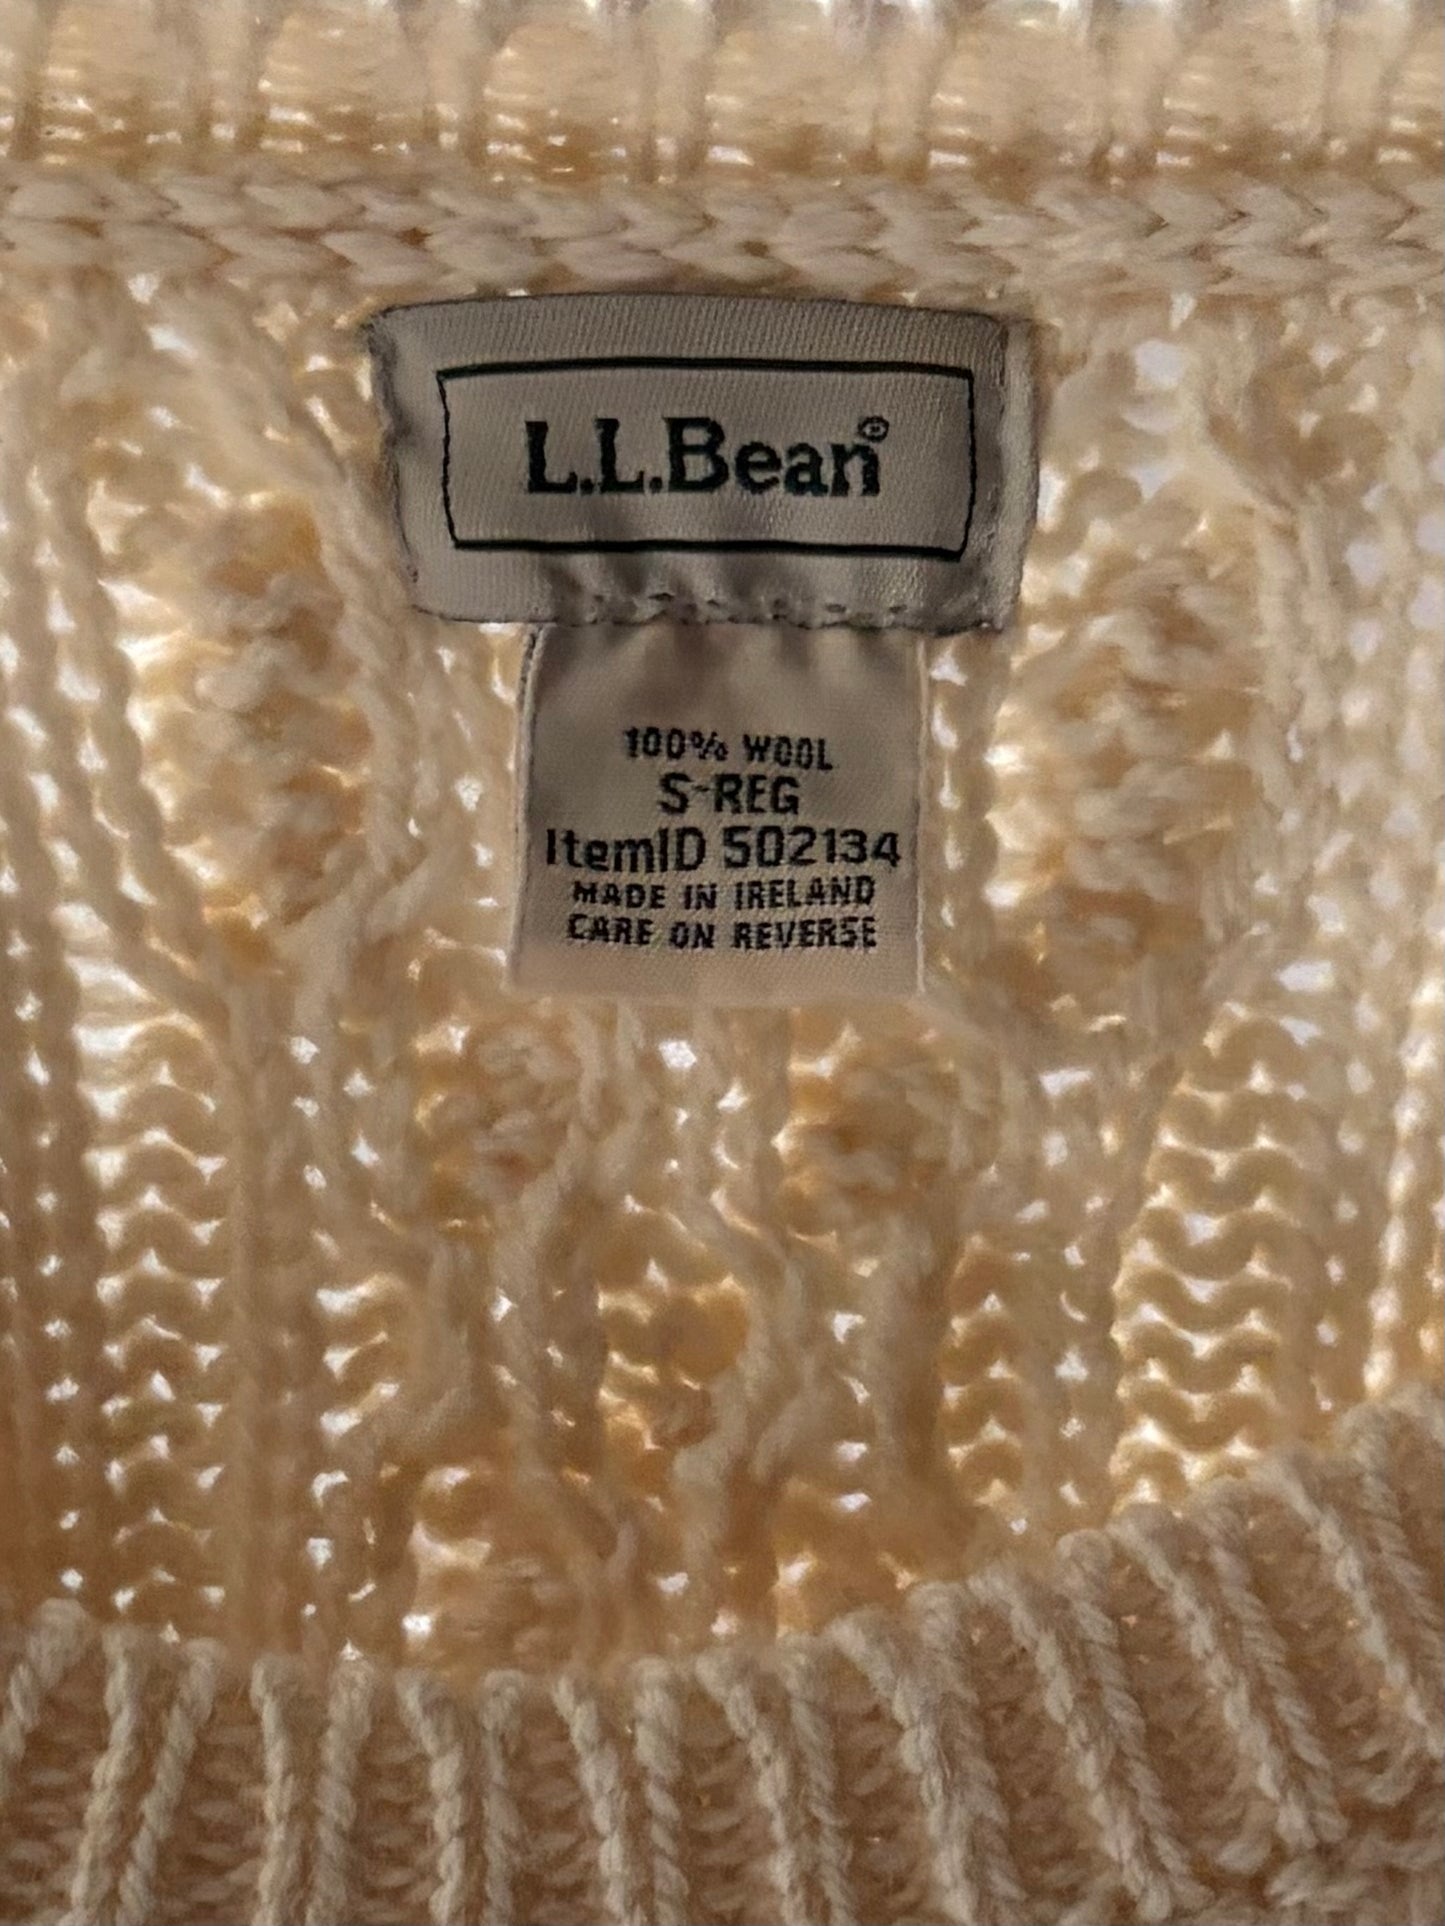 L.L.Bean®
100% WOOL
S-REG
ItemID 502134
MADE IN IRELAND
CARE ON REVERSE